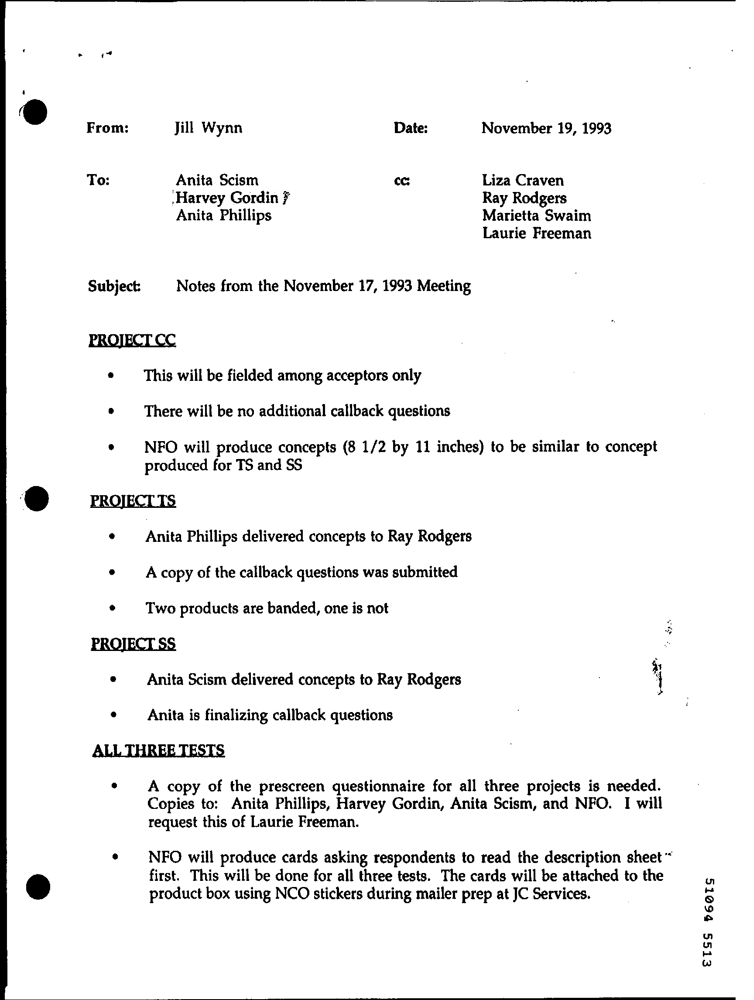 From: Jill Wynn Date: November 19, 1993
To: Anita Scism cc: Liza Craven
Harvey Gordin Ray Rodgers
Anita Phillips Marietta Swaim
Laurie Freeman
Subject: Notes from the November 17, 1993 Meeting
PROJECT CC
• This will be fielded among acceptors only
• There will be no additional callback questions
• NFO will produce concepts (8 1/2 by 11 inches) to be similar to concept
produced for TS and SS
PROJECT TS
• Anita Phillips delivered concepts to Ray Rodgers
• A copy of the callback questions was submitted
• Two products are banded, one is not
PROJECT SS
• Anita Scism delivered concepts to Ray Rodgers
• Anita is finalizing callback questions
ALL THREE TESTS
• A copy of the prescreen questionnaire for all three projects is needed.
Copies to: Anita Phillips, Harvey Gordin, Anita Scism, and NFO. I will
request this of Laurie Freeman.
• NFO will produce cards asking respondents to read the description sheet
first. This will be done for all three tests. The cards will be attached to the
product box using NCO stickers during mailer prep at JC Services.
51094 5513